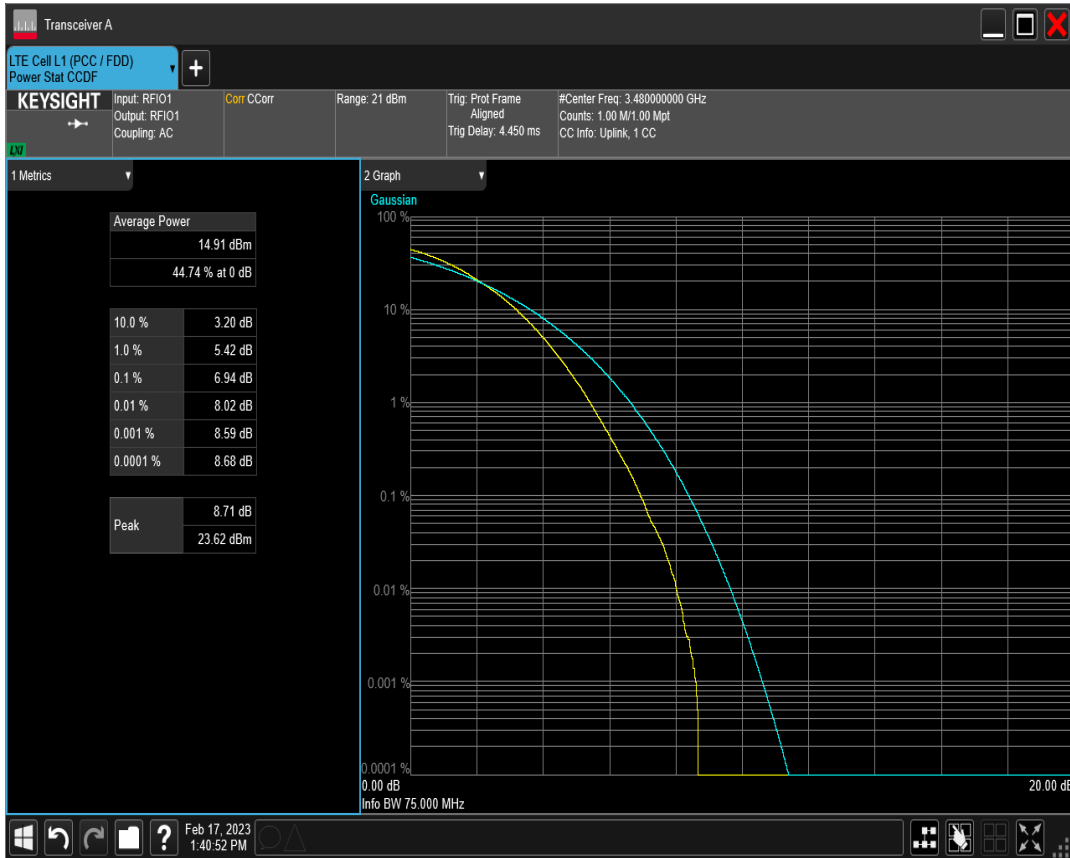 Transceiver A
LTE Cell L1 (PCC / FDD)
Power Stat CCDF
+
KEYSIGHT
LXI
Input: RFIO1
Output: RFIO1
Coupling: AC
Corr CCorr
Range: 21 dBm
Trig: Prot Frame
Aligned
Trig Delay: 4.450 ms
#Center Freq: 3.480000000 GHz
Counts: 1.00 M/1.00 Mpt
CC Info: Uplink, 1 CC
1 Metrics
Average Power
14.91 dBm
44.74 % at 0 dB
10.0 % 3.20 dB
1.0 % 5.42 dB
0.1 % 6.94 dB
0.01 % 8.02 dB
0.001 % 8.59 dB
0.0001 % 8.68 dB
Peak
8.71 dB
23.62 dBm
2 Graph
Gaussian
100 %
10 %
1 %
0.1 %
0.01 %
0.001 %
0.0001 %
0.00 dB 20.00 dB
Info BW 75.000 MHz
?
Feb 17, 2023
1:40:52 PM